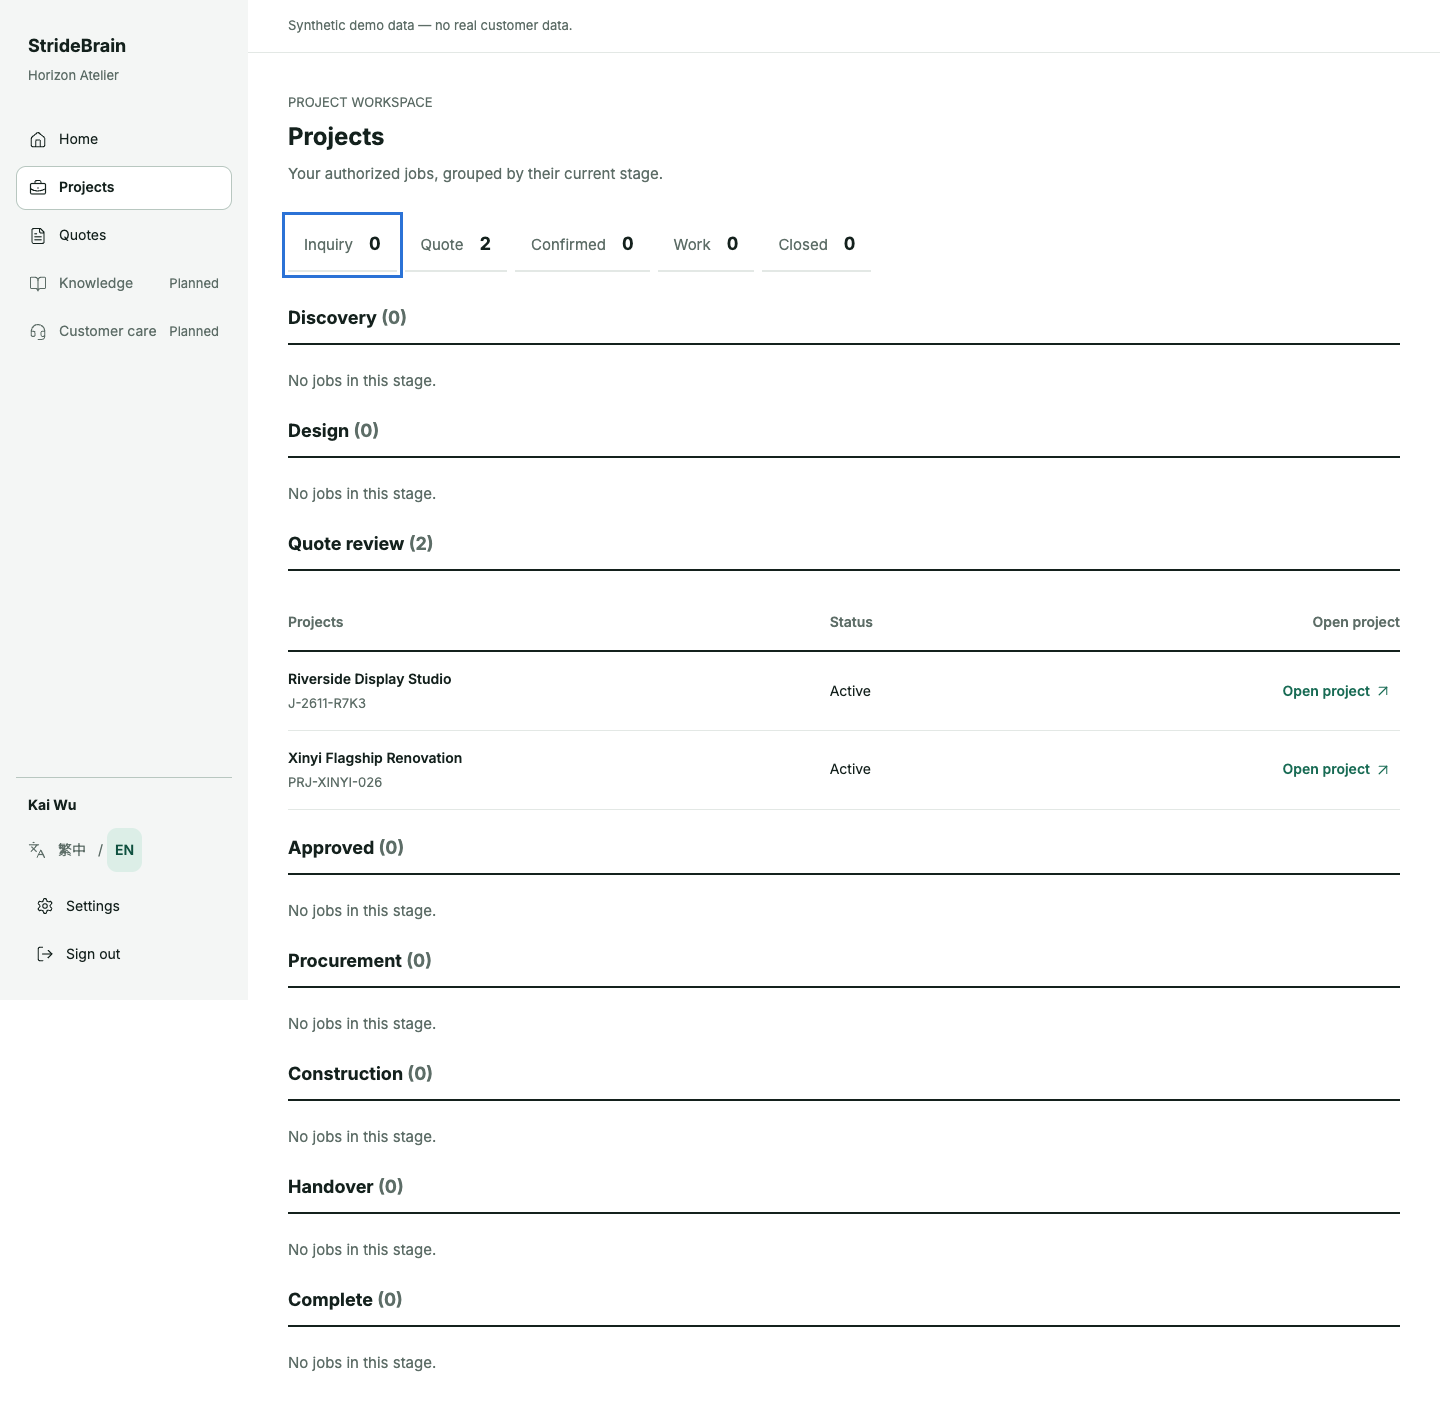 StrideBrain
Horizon Atelier
Home
Projects
Quotes
Knowledge Planned
Customer care Planned
Kai Wu
繁中 / EN
Settings
Sign out
Synthetic demo data — no real customer data.
PROJECT WORKSPACE
Projects
Your authorized jobs, grouped by their current stage.
Inquiry 0 Quote 2 Confirmed 0 Work 0 Closed 0
Discovery (0)
No jobs in this stage.
Design (0)
No jobs in this stage.
Quote review (2)
Projects Status Open project
Riverside Display Studio
J-2611-R7K3
Active
Open project
Xinyi Flagship Renovation
PRJ-XINYI-026
Active
Open project
Approved (0)
No jobs in this stage.
Procurement (0)
No jobs in this stage.
Construction (0)
No jobs in this stage.
Handover (0)
No jobs in this stage.
Complete (0)
No jobs in this stage.